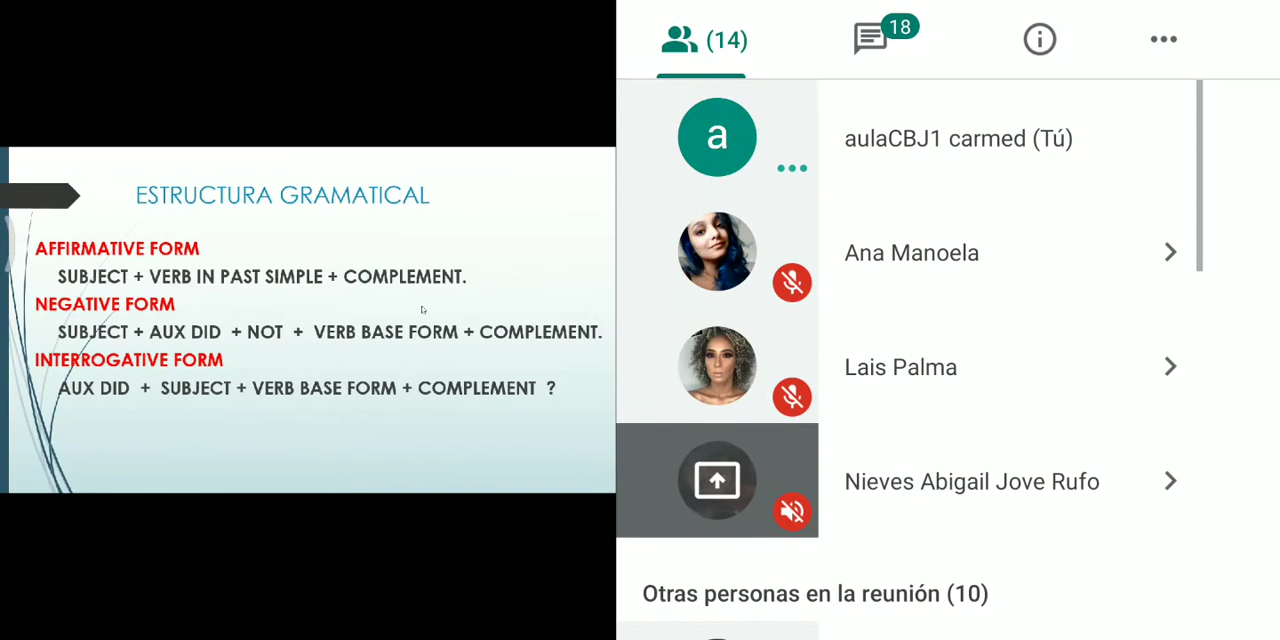 ESTRUCTURA GRAMATICAL
AFFIRMATIVE FORM
SUBJECT + VERB IN PAST SIMPLE + COMPLEMENT.
NEGATIVE FORM
SUBJECT + AUX DID + NOT + VERB BASE FORM + COMPLEMENT.
INTERROGATIVE FORM
AUX DID + SUBJECT + VERB BASE FORM + COMPLEMENT ?
(14)
18
a
aulaCBJ1 carmed (Tú)
Ana Manoela
Lais Palma
Nieves Abigail Jove Rufo
Otras personas en la reunión (10)